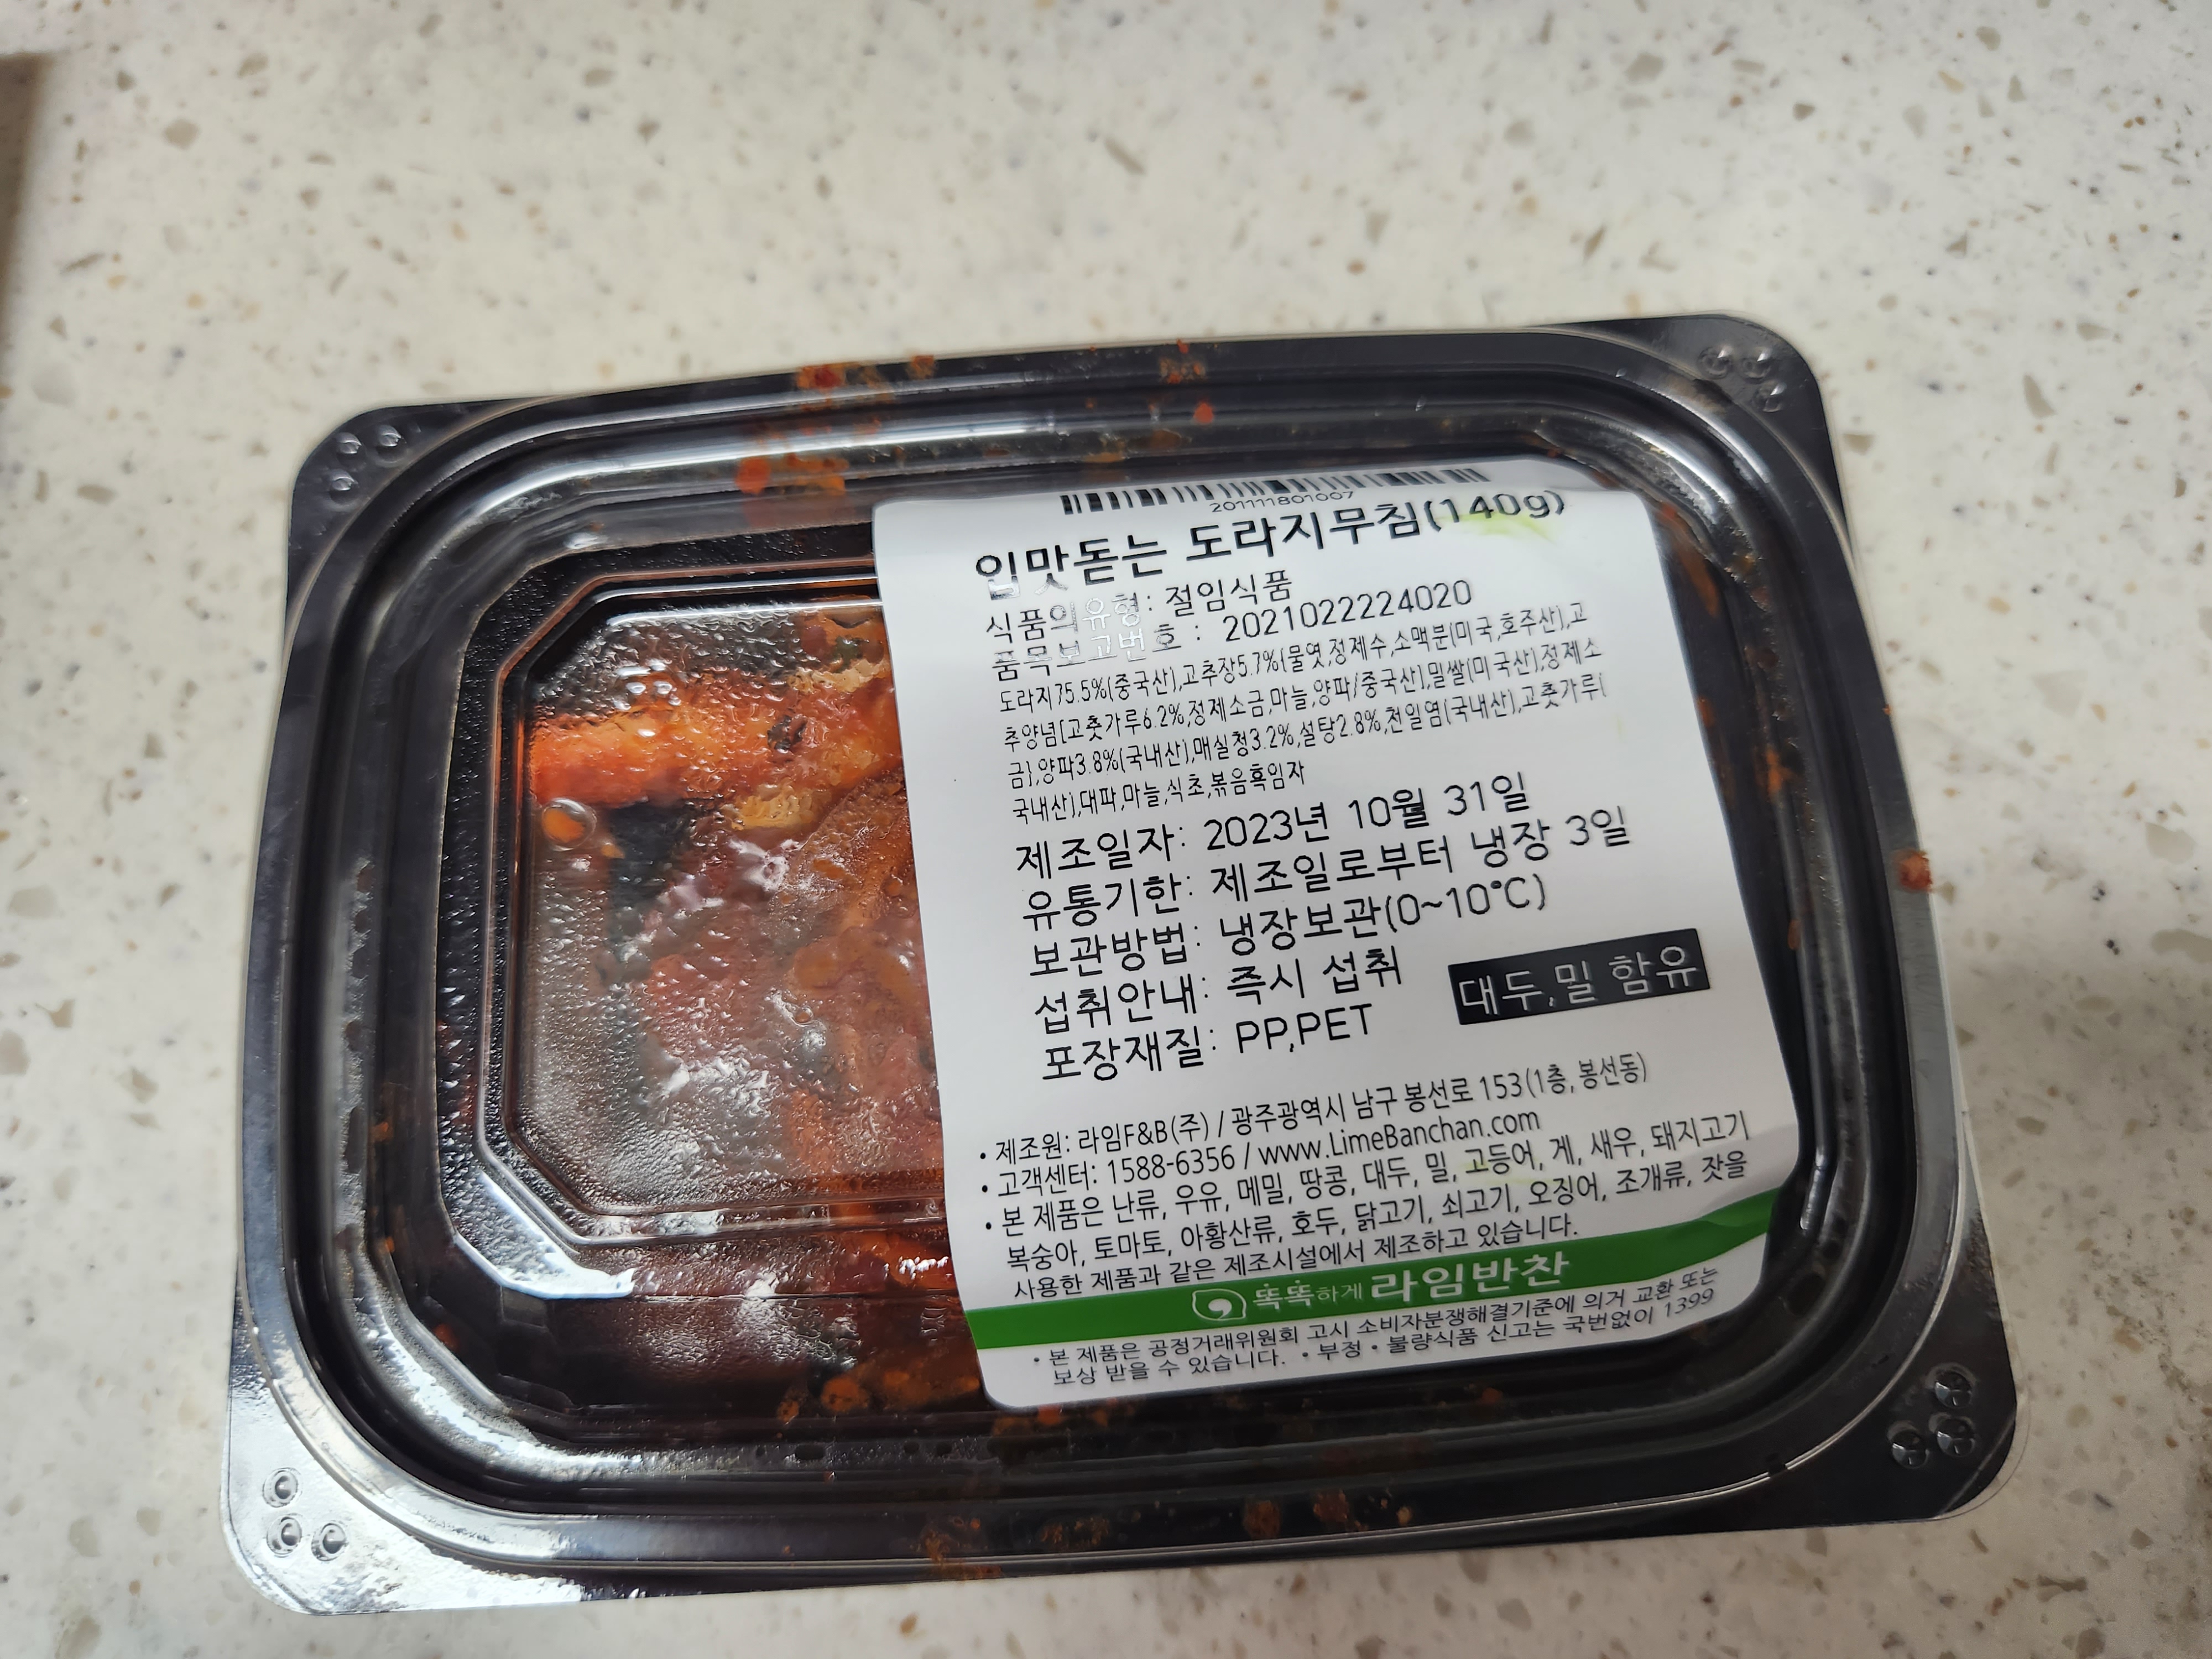 201111801007
입맛돋는 도라지무침(140g)
식품의유형: 절임식품
품목보고번호 : 2021022224020
도라지75.5%(중국산),고추장5.7%{물엿,정제수,소맥분(미국,호주산),고
추양념[고춧가루6.2%,정제소금,마늘,양파/중국산],밀쌀(미국산),정제소
금},양파3.8%(국내산),매실청3.2%,설탕2.8%,천일염(국내산),고춧가루(
국내산),대파,마늘,식초,볶음흑임자
제조일자: 2023년 10월 31일
유통기한: 제조일로부터 냉장 3일
보관방법: 냉장보관(0~10℃)
섭취안내: 즉시 섭취
대두,밀 함유
포장재질: PP,PET
• 제조원: 라임F&B(주) / 광주광역시 남구 봉선로 153(1층, 봉선동)
• 고객센터: 1588-6356 / www.LimeBanchan.com
• 본 제품은 난류, 우유, 메밀, 땅콩, 대두, 밀, 고등어, 게, 새우, 돼지고기
복숭아, 토마토, 아황산류, 호두, 닭고기, 쇠고기, 오징어, 조개류, 잣을
사용한 제품과 같은 제조시설에서 제조하고 있습니다.
똑똑하게 라임반찬
• 본 제품은 공정거래위원회 고시 소비자분쟁해결기준에 의거 교환 또는
보상 받을 수 있습니다. • 부정 • 불량식품 신고는 국번없이 1399